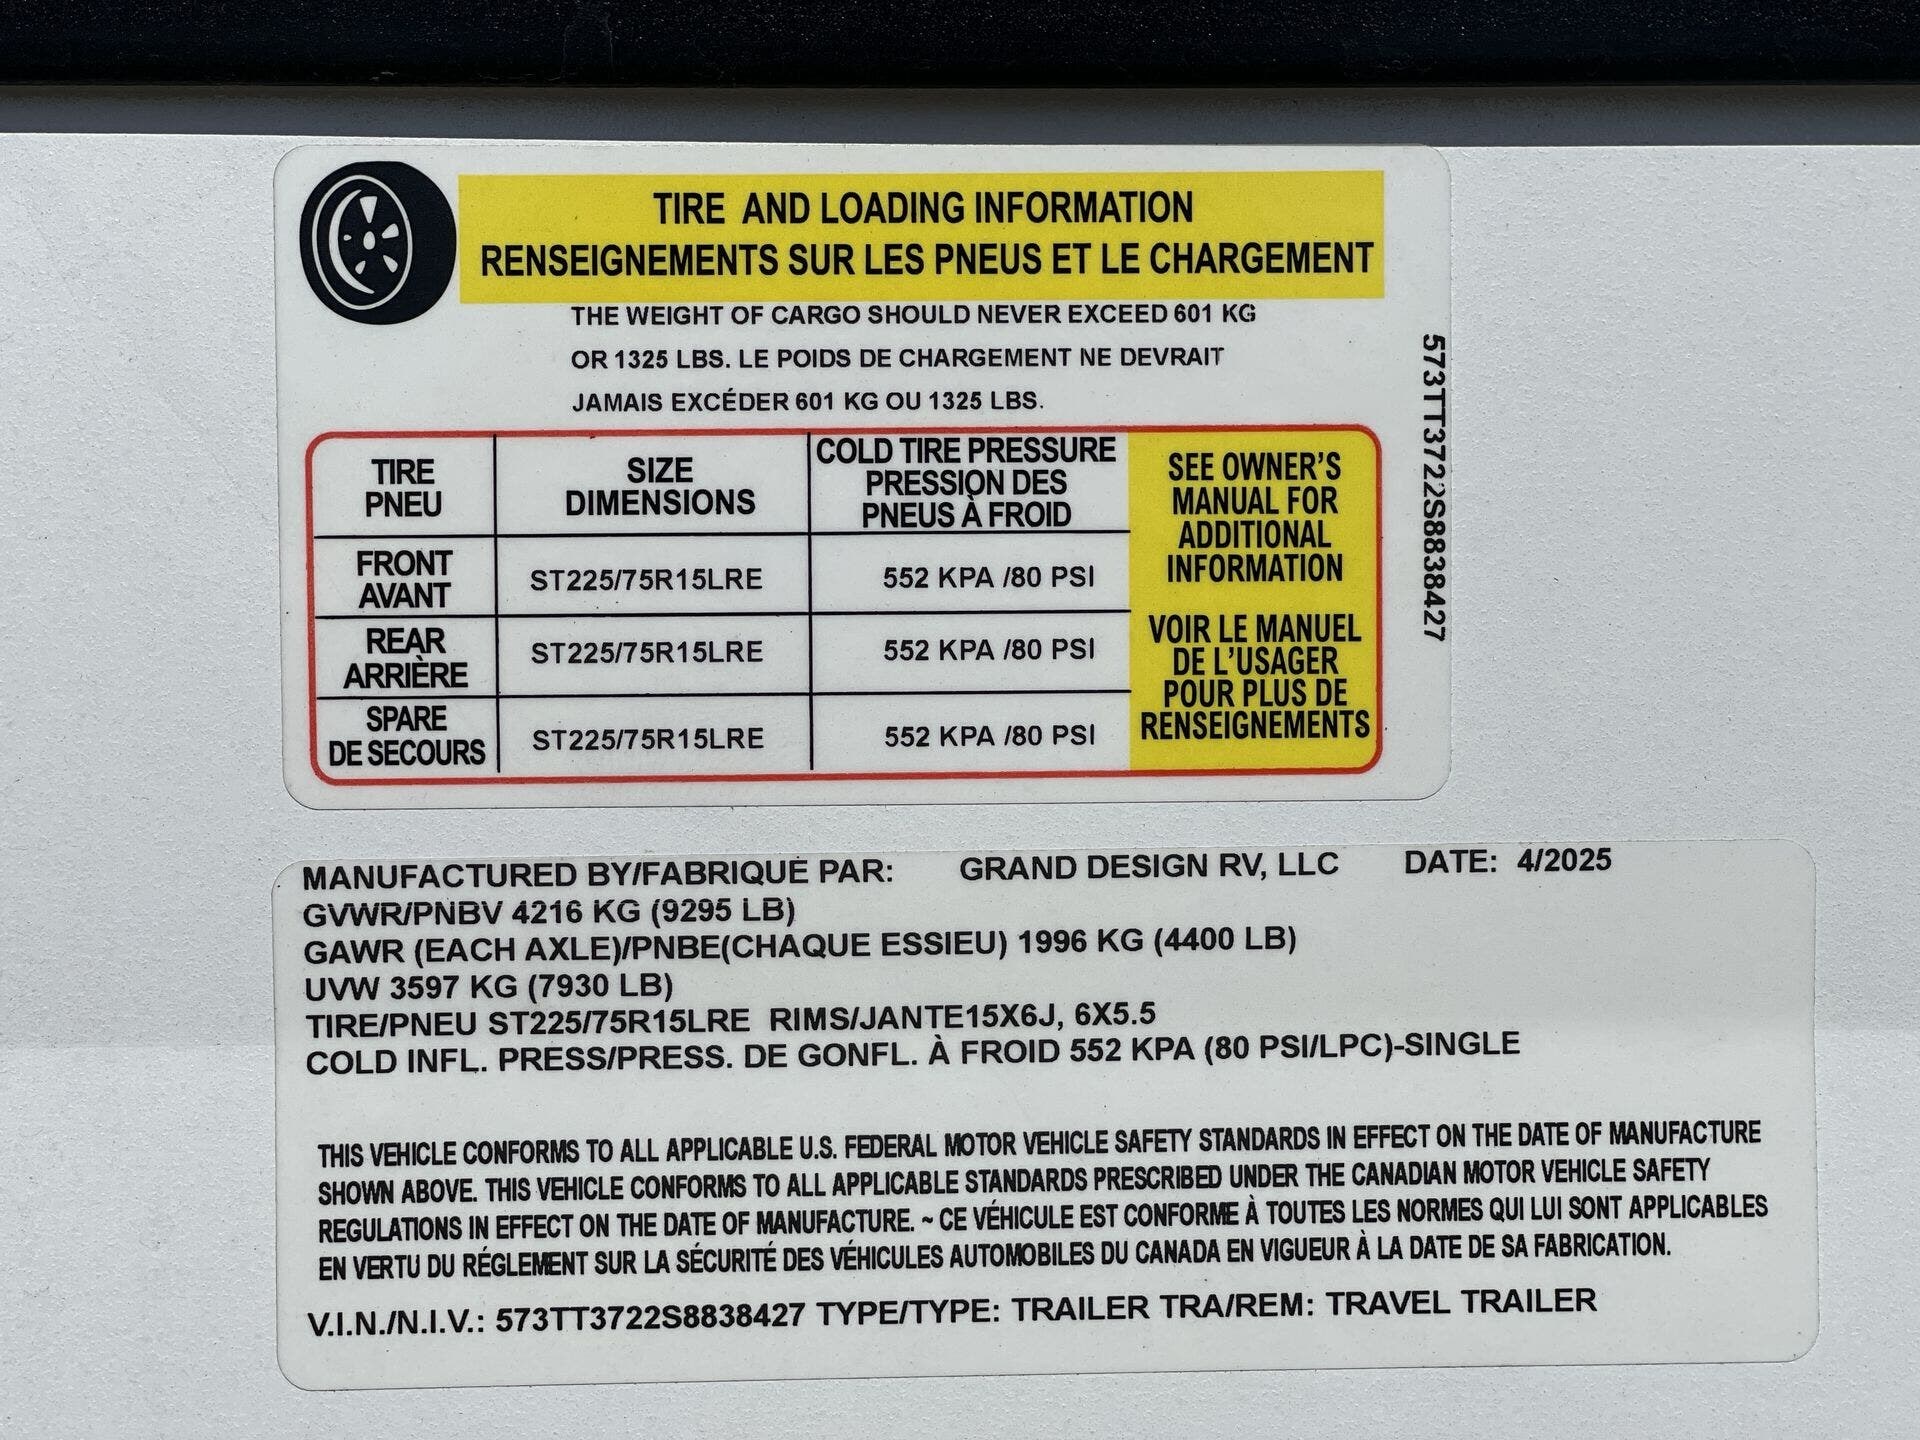 TIRE AND LOADING INFORMATION
RENSEIGNEMENTS SUR LES PNEUS ET LE CHARGEMENT
THE WEIGHT OF CARGO SHOULD NEVER EXCEED 601 KG
OR 1325 LBS. LE POIDS DE CHARGEMENT NE DEVRAIT
JAMAIS EXCÉDER 601 KG OU 1325 LBS.
TIRE
PNEU
SIZE
DIMENSIONS
COLD TIRE PRESSURE
PRESSION DES
PNEUS À FROID
FRONT
AVANT
ST225/75R15LRE
552 KPA /80 PSI
REAR
ARRIÈRE
ST225/75R15LRE
552 KPA /80 PSI
SPARE
DE SECOURS
ST225/75R15LRE
552 KPA /80 PSI
SEE OWNER'S
MANUAL FOR
ADDITIONAL
INFORMATION
VOIR LE MANUEL
DE L'USAGER
POUR PLUS DE
RENSEIGNEMENTS
573TT3722S8838427
MANUFACTURED BY/FABRIQUÉ PAR: GRAND DESIGN RV, LLC DATE: 4/2025
GVWR/PNBV 4216 KG (9295 LB)
GAWR (EACH AXLE)/PNBE(CHAQUE ESSIEU) 1996 KG (4400 LB)
UVW 3597 KG (7930 LB)
TIRE/PNEU ST225/75R15LRE RIMS/JANTE15X6J, 6X5.5
COLD INFL. PRESS/PRESS. DE GONFL. À FROID 552 KPA (80 PSI/LPC)-SINGLE
THIS VEHICLE CONFORMS TO ALL APPLICABLE U.S. FEDERAL MOTOR VEHICLE SAFETY STANDARDS IN EFFECT ON THE DATE OF MANUFACTURE
SHOWN ABOVE. THIS VEHICLE CONFORMS TO ALL APPLICABLE STANDARDS PRESCRIBED UNDER THE CANADIAN MOTOR VEHICLE SAFETY
REGULATIONS IN EFFECT ON THE DATE OF MANUFACTURE. ~ CE VÉHICULE EST CONFORME À TOUTES LES NORMES QUI LUI SONT APPLICABLES
EN VERTU DU RÉGLEMENT SUR LA SÉCURITÉ DES VÉHICULES AUTOMOBILES DU CANADA EN VIGUEUR À LA DATE DE SA FABRICATION.
V.I.N./N.I.V.: 573TT3722S8838427 TYPE/TYPE: TRAILER TRA/REM: TRAVEL TRAILER